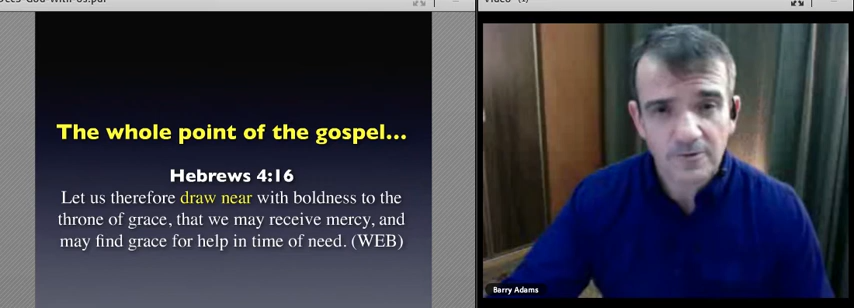 The whole point of the gospel...
Hebrews 4:16
Let us therefore draw near with boldness to the
throne of grace, that we may receive mercy, and
may find grace for help in time of need. (WEB)
Barry Adams